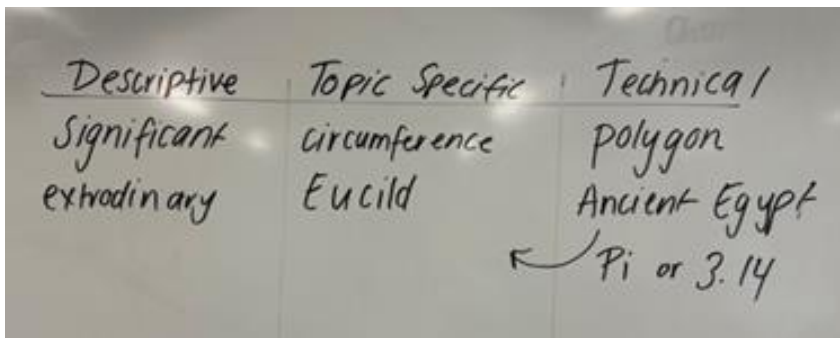 Descriptive Topic Specific Technical
Significant circumference polygon
extrodinary Eucild Ancient Egypt
Pi or 3.14